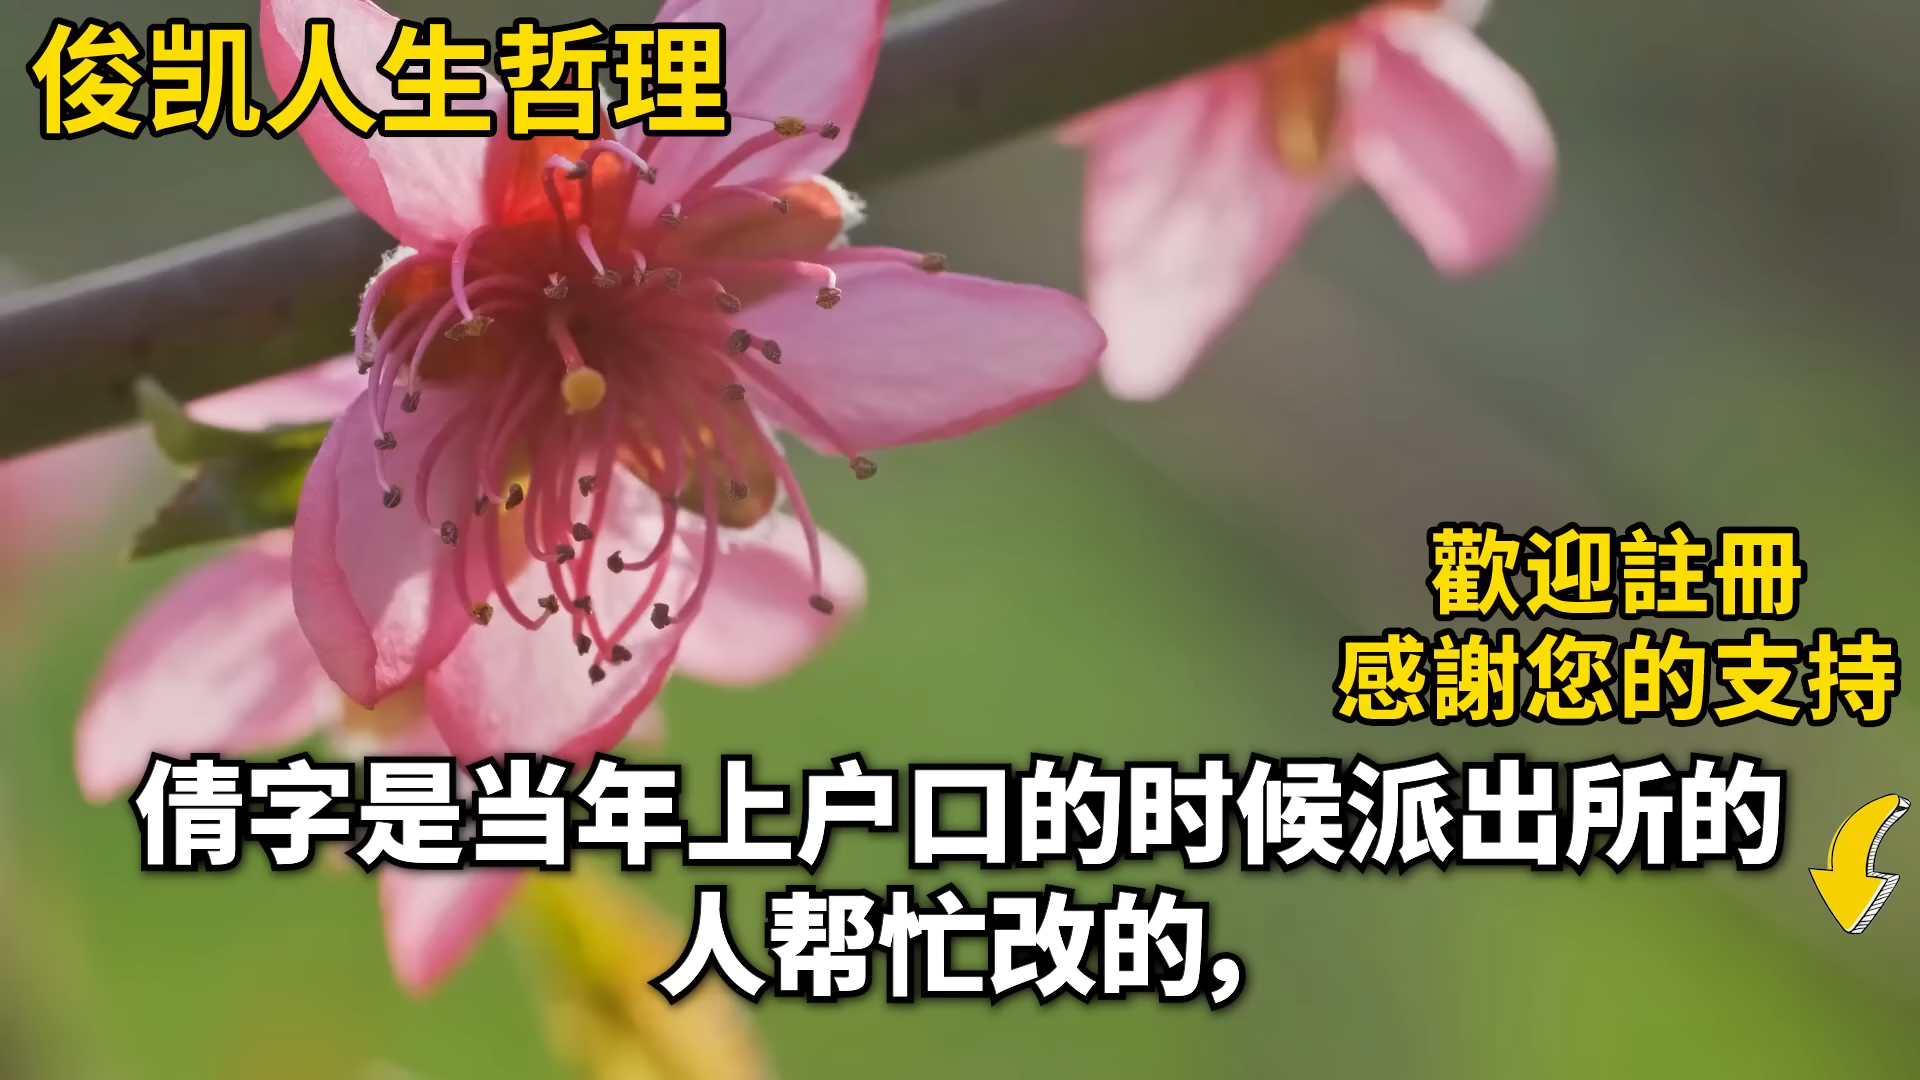 俊凯人生哲理
歡迎註冊
感謝您的支持
倩字是当年上户口的时候派出所的
人帮忙改的,